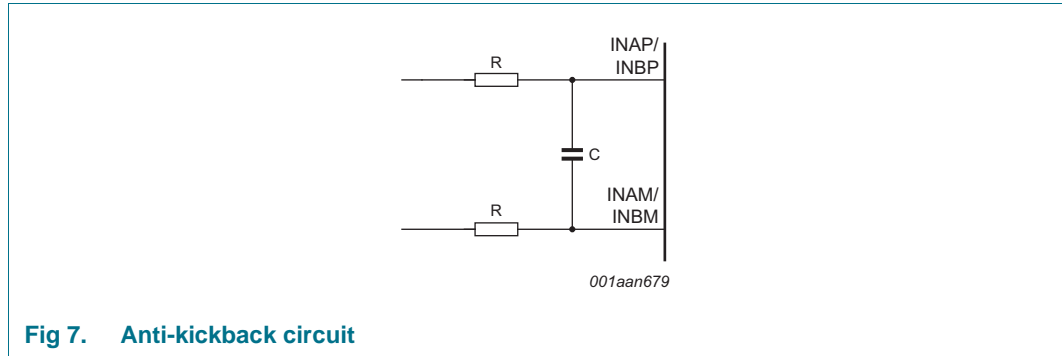 INAP/
INBP
R
C
INAM/
INBM
R
001aan679
Fig 7. Anti-kickback circuit